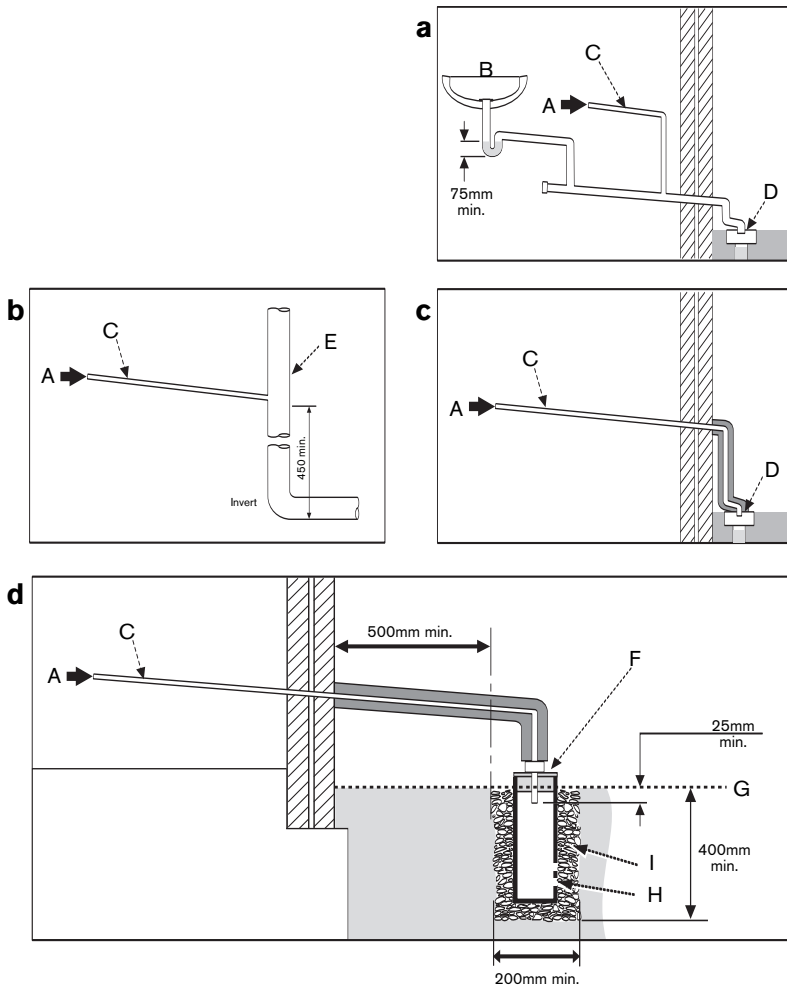 a
B
C
A
75mm
min.
D
b
C
A
E
450 min.
Invert
c
C
A
D
d
C
A
500mm min.
F
25mm
min.
G
I
400mm
min.
H
200mm min.